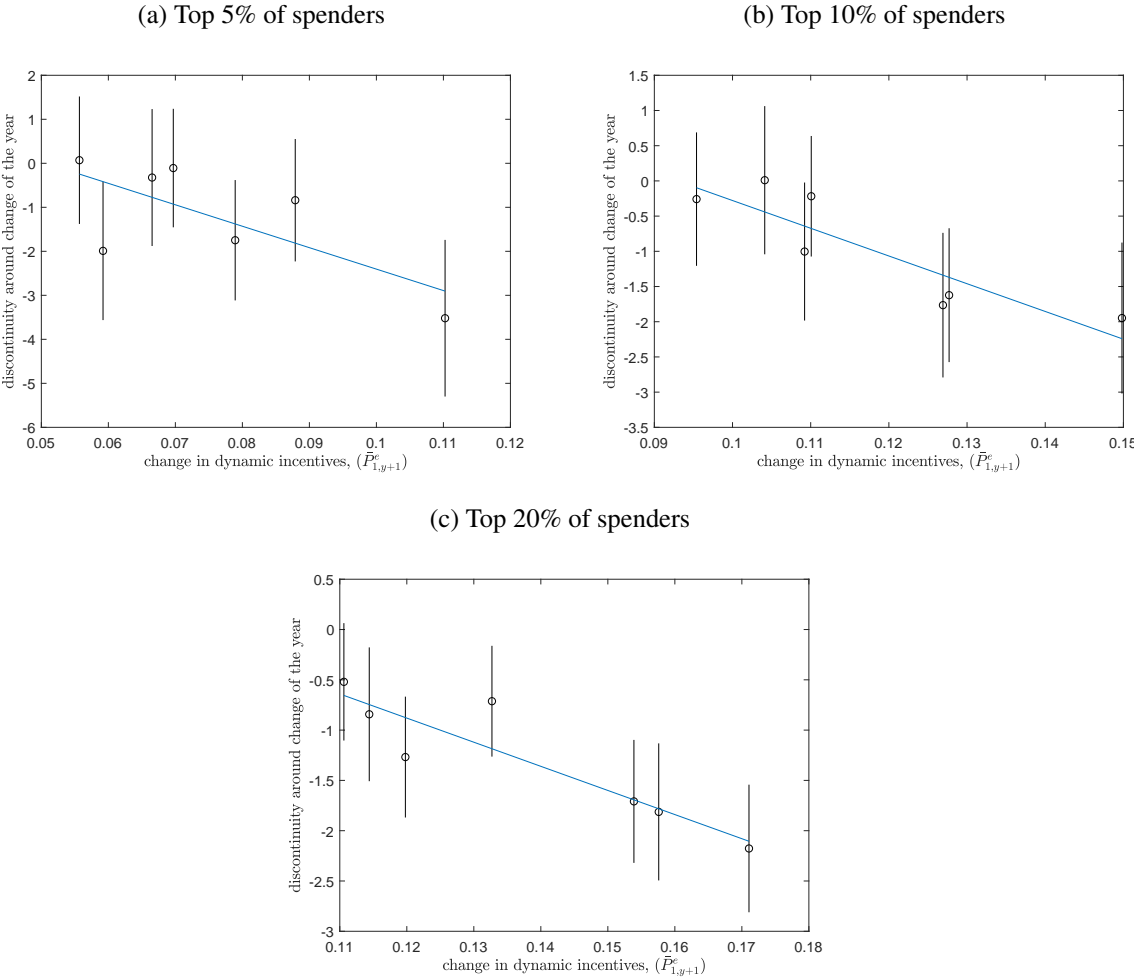 (a) Top 5% of spenders
2
1
0
-1
-2
-3
-4
-5
-6
0.05 0.06 0.07 0.08 0.09 0.1 0.11 0.12
discontinuity around change of the year
change in dynamic incentives, (P̄ᵉ₁,ᵧ₊₁)
(b) Top 10% of spenders
1.5
1
0.5
0
-0.5
-1
-1.5
-2
-2.5
-3
-3.5
0.09 0.1 0.11 0.12 0.13 0.14 0.15
discontinuity around change of the year
change in dynamic incentives, (P̄ᵉ₁,ᵧ₊₁)
(c) Top 20% of spenders
0.5
0
-0.5
-1
-1.5
-2
-2.5
-3
0.11 0.12 0.13 0.14 0.15 0.16 0.17 0.18
discontinuity around change of the year
change in dynamic incentives, (P̄ᵉ₁,ᵧ₊₁)